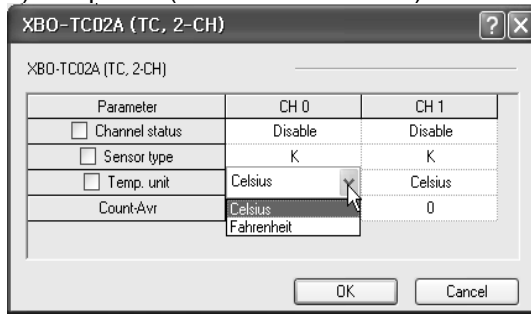 XBO-TC02A (TC, 2-CH)
XBO-TC02A (TC, 2-CH)
Parameter CH 0 CH 1
Channel status Disable Disable
Sensor type K K
Temp. unit Celsius Celsius
Count-Avr Celsius 0
Fahrenheit
OK Cancel